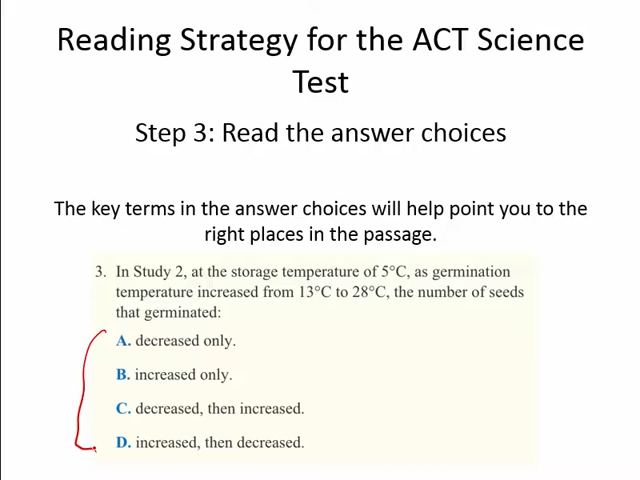 Reading Strategy for the ACT Science
Test
Step 3: Read the answer choices
The key terms in the answer choices will help point you to the
right places in the passage.
3. In Study 2, at the storage temperature of 5°C, as germination
temperature increased from 13°C to 28°C, the number of seeds
that germinated:
A. decreased only.
B. increased only.
C. decreased, then increased.
D. increased, then decreased.